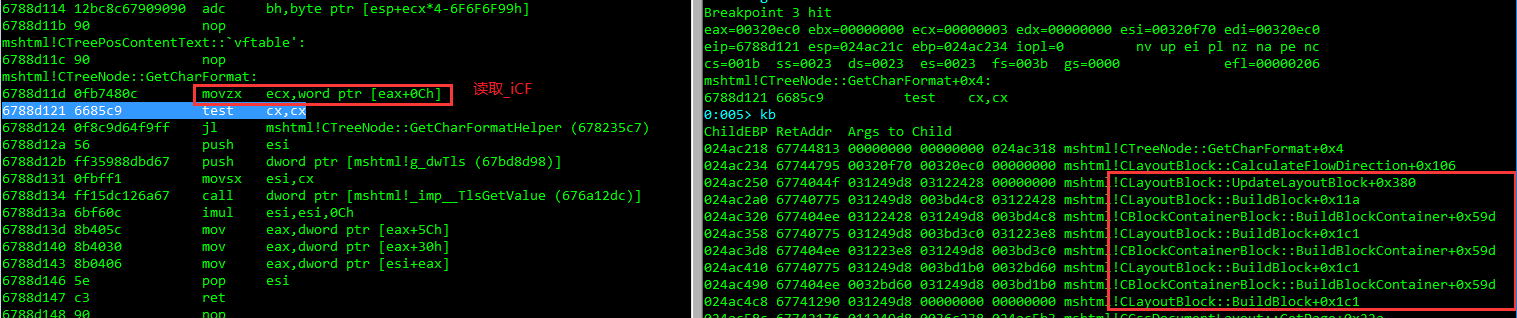 6788d114 12bc8c67909090 adc     bh,byte ptr [esp+ecx*4-6F6F6F99h]
6788d11b 90              nop
mshtml!CTreePosContentText::`vftable':
6788d11c 90              nop
mshtml!CTreeNode::GetCharFormat:
6788d11d 0fb7480c        movzx   ecx,word ptr [eax+0Ch]
读取_iCF
6788d121 6685c9          test    cx,cx
6788d124 0f8c9d64f9ff    jl      mshtml!CTreeNode::GetCharFormatHelper (678235c7)
6788d12a 56              push    esi
6788d12b ff35988dbd67    push    dword ptr [mshtml!g_dwTls (67bd8d98)]
6788d131 0fbff1          movsx   esi,cx
6788d134 ff15dc126a67    call    dword ptr [mshtml!_imp__TlsGetValue (676a12dc)]
6788d13a 6bf60c          imul    esi,esi,0Ch
6788d13d 8b405c          mov     eax,dword ptr [eax+5Ch]
6788d140 8b4030          mov     eax,dword ptr [eax+30h]
6788d143 8b0406          mov     eax,dword ptr [esi+eax]
6788d146 5e              pop     esi
6788d147 c3              ret
6788d148 90              nop
Breakpoint 3 hit
eax=00320ec0 ebx=00000000 ecx=00000003 edx=00000000 esi=00320f70 edi=00320ec0
eip=6788d121 esp=024ac21c ebp=024ac234 iopl=0         nv up ei pl nz na pe nc
cs=001b  ss=0023  ds=0023  es=0023  fs=003b  gs=0000             efl=00000206
mshtml!CTreeNode::GetCharFormat+0x4:
6788d121 6685c9          test    cx,cx
0:005> kb
ChildEBP RetAddr  Args to Child
024ac218 67744813 00000000 00000000 024ac318 mshtml!CTreeNode::GetCharFormat+0x4
024ac234 67744795 00320f70 00320ec0 00000000 mshtml!CLayoutBlock::CalculateFlowDirection+0x106
024ac250 6774044f 031249d8 03122428 00000000 mshtml!CLayoutBlock::UpdateLayoutBlock+0x380
024ac2a0 67740775 031249d8 003bd4c8 03122428 mshtml!CLayoutBlock::BuildBlock+0x11a
024ac320 677404ee 03122428 031249d8 003bd4c8 mshtml!CBlockContainerBlock::BuildBlockContainer+0x59d
024ac358 67740775 031249d8 003bd3c0 031223e8 mshtml!CLayoutBlock::BuildBlock+0x1c1
024ac3d8 677404ee 031223e8 031249d8 003bd3c0 mshtml!CBlockContainerBlock::BuildBlockContainer+0x59d
024ac410 67740775 031249d8 003bd1b0 0032bd60 mshtml!CLayoutBlock::BuildBlock+0x1c1
024ac490 677404ee 0032bd60 031249d8 003bd1b0 mshtml!CBlockContainerBlock::BuildBlockContainer+0x59d
024ac4c8 67741290 031249d8 00000000 00000000 mshtml!CLayoutBlock::BuildBlock+0x1c1